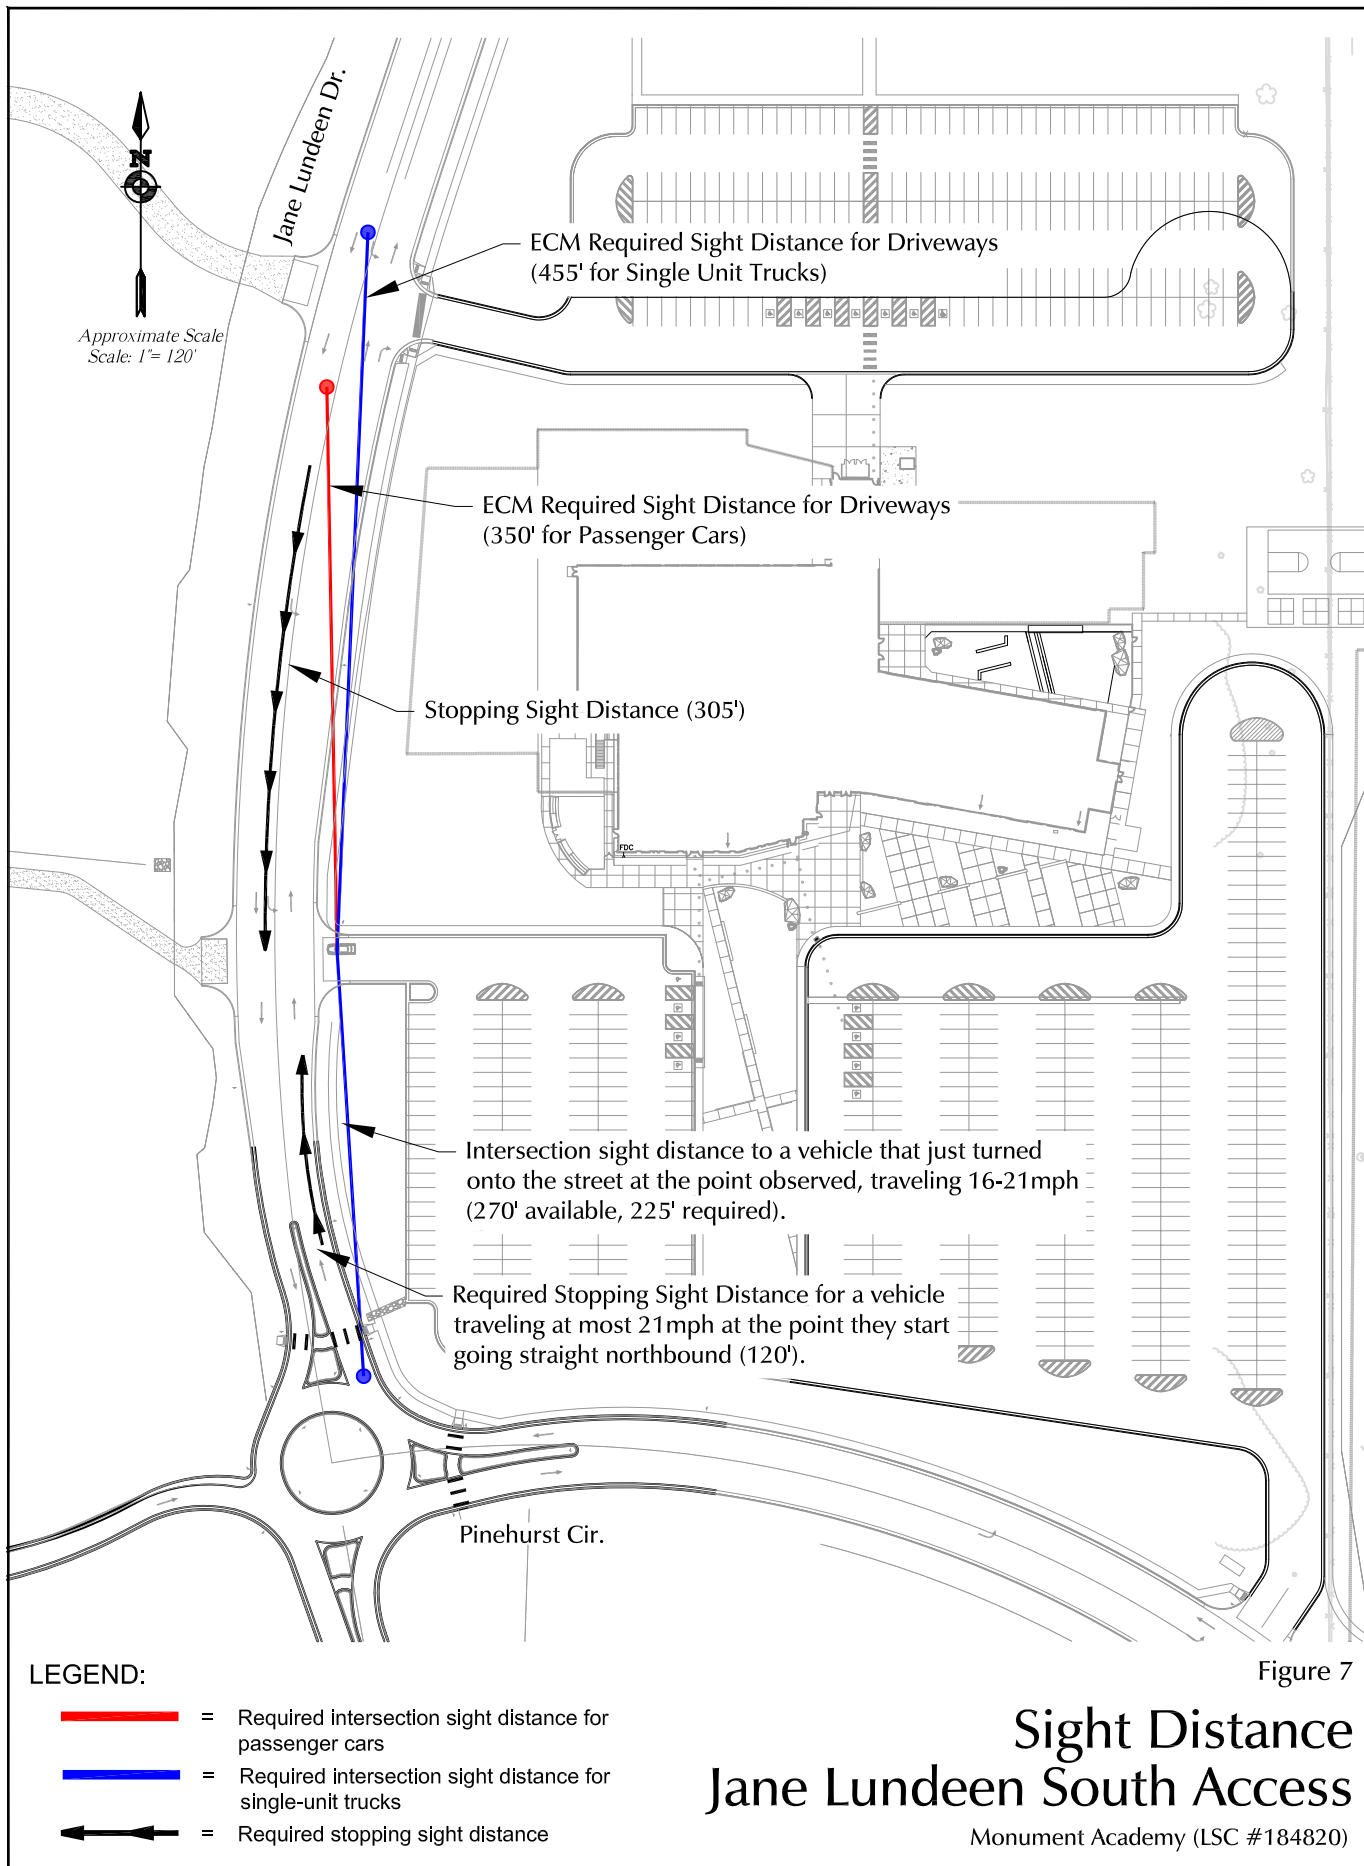 Jane Lundeen Dr.
N
Approximate Scale
Scale: 1"= 120'
ECM Required Sight Distance for Driveways
(455' for Single Unit Trucks)
ECM Required Sight Distance for Driveways
(350' for Passenger Cars)
Stopping Sight Distance (305')
FDC
Intersection sight distance to a vehicle that just turned
onto the street at the point observed, traveling 16-21mph
(270' available, 225' required).
Required Stopping Sight Distance for a vehicle
traveling at most 21mph at the point they start
going straight northbound (120').
Pinehurst Cir.
LEGEND:
= Required intersection sight distance for
passenger cars
= Required intersection sight distance for
single-unit trucks
= Required stopping sight distance
Figure 7
Sight Distance
Jane Lundeen South Access
Monument Academy (LSC #184820)